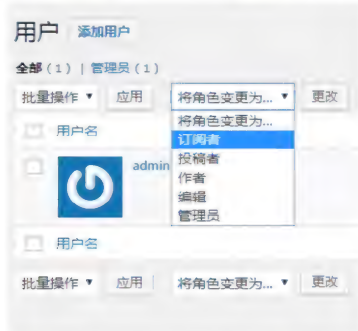 用户 添加用户
全部（1）| 管理员（1）
批量操作 应用 将角色变更为... 更改
将角色变更为...
用户名
订阅者
投稿者
admin
作者
编辑
管理员
用户名
批量操作 应用 将角色变更为... 更改